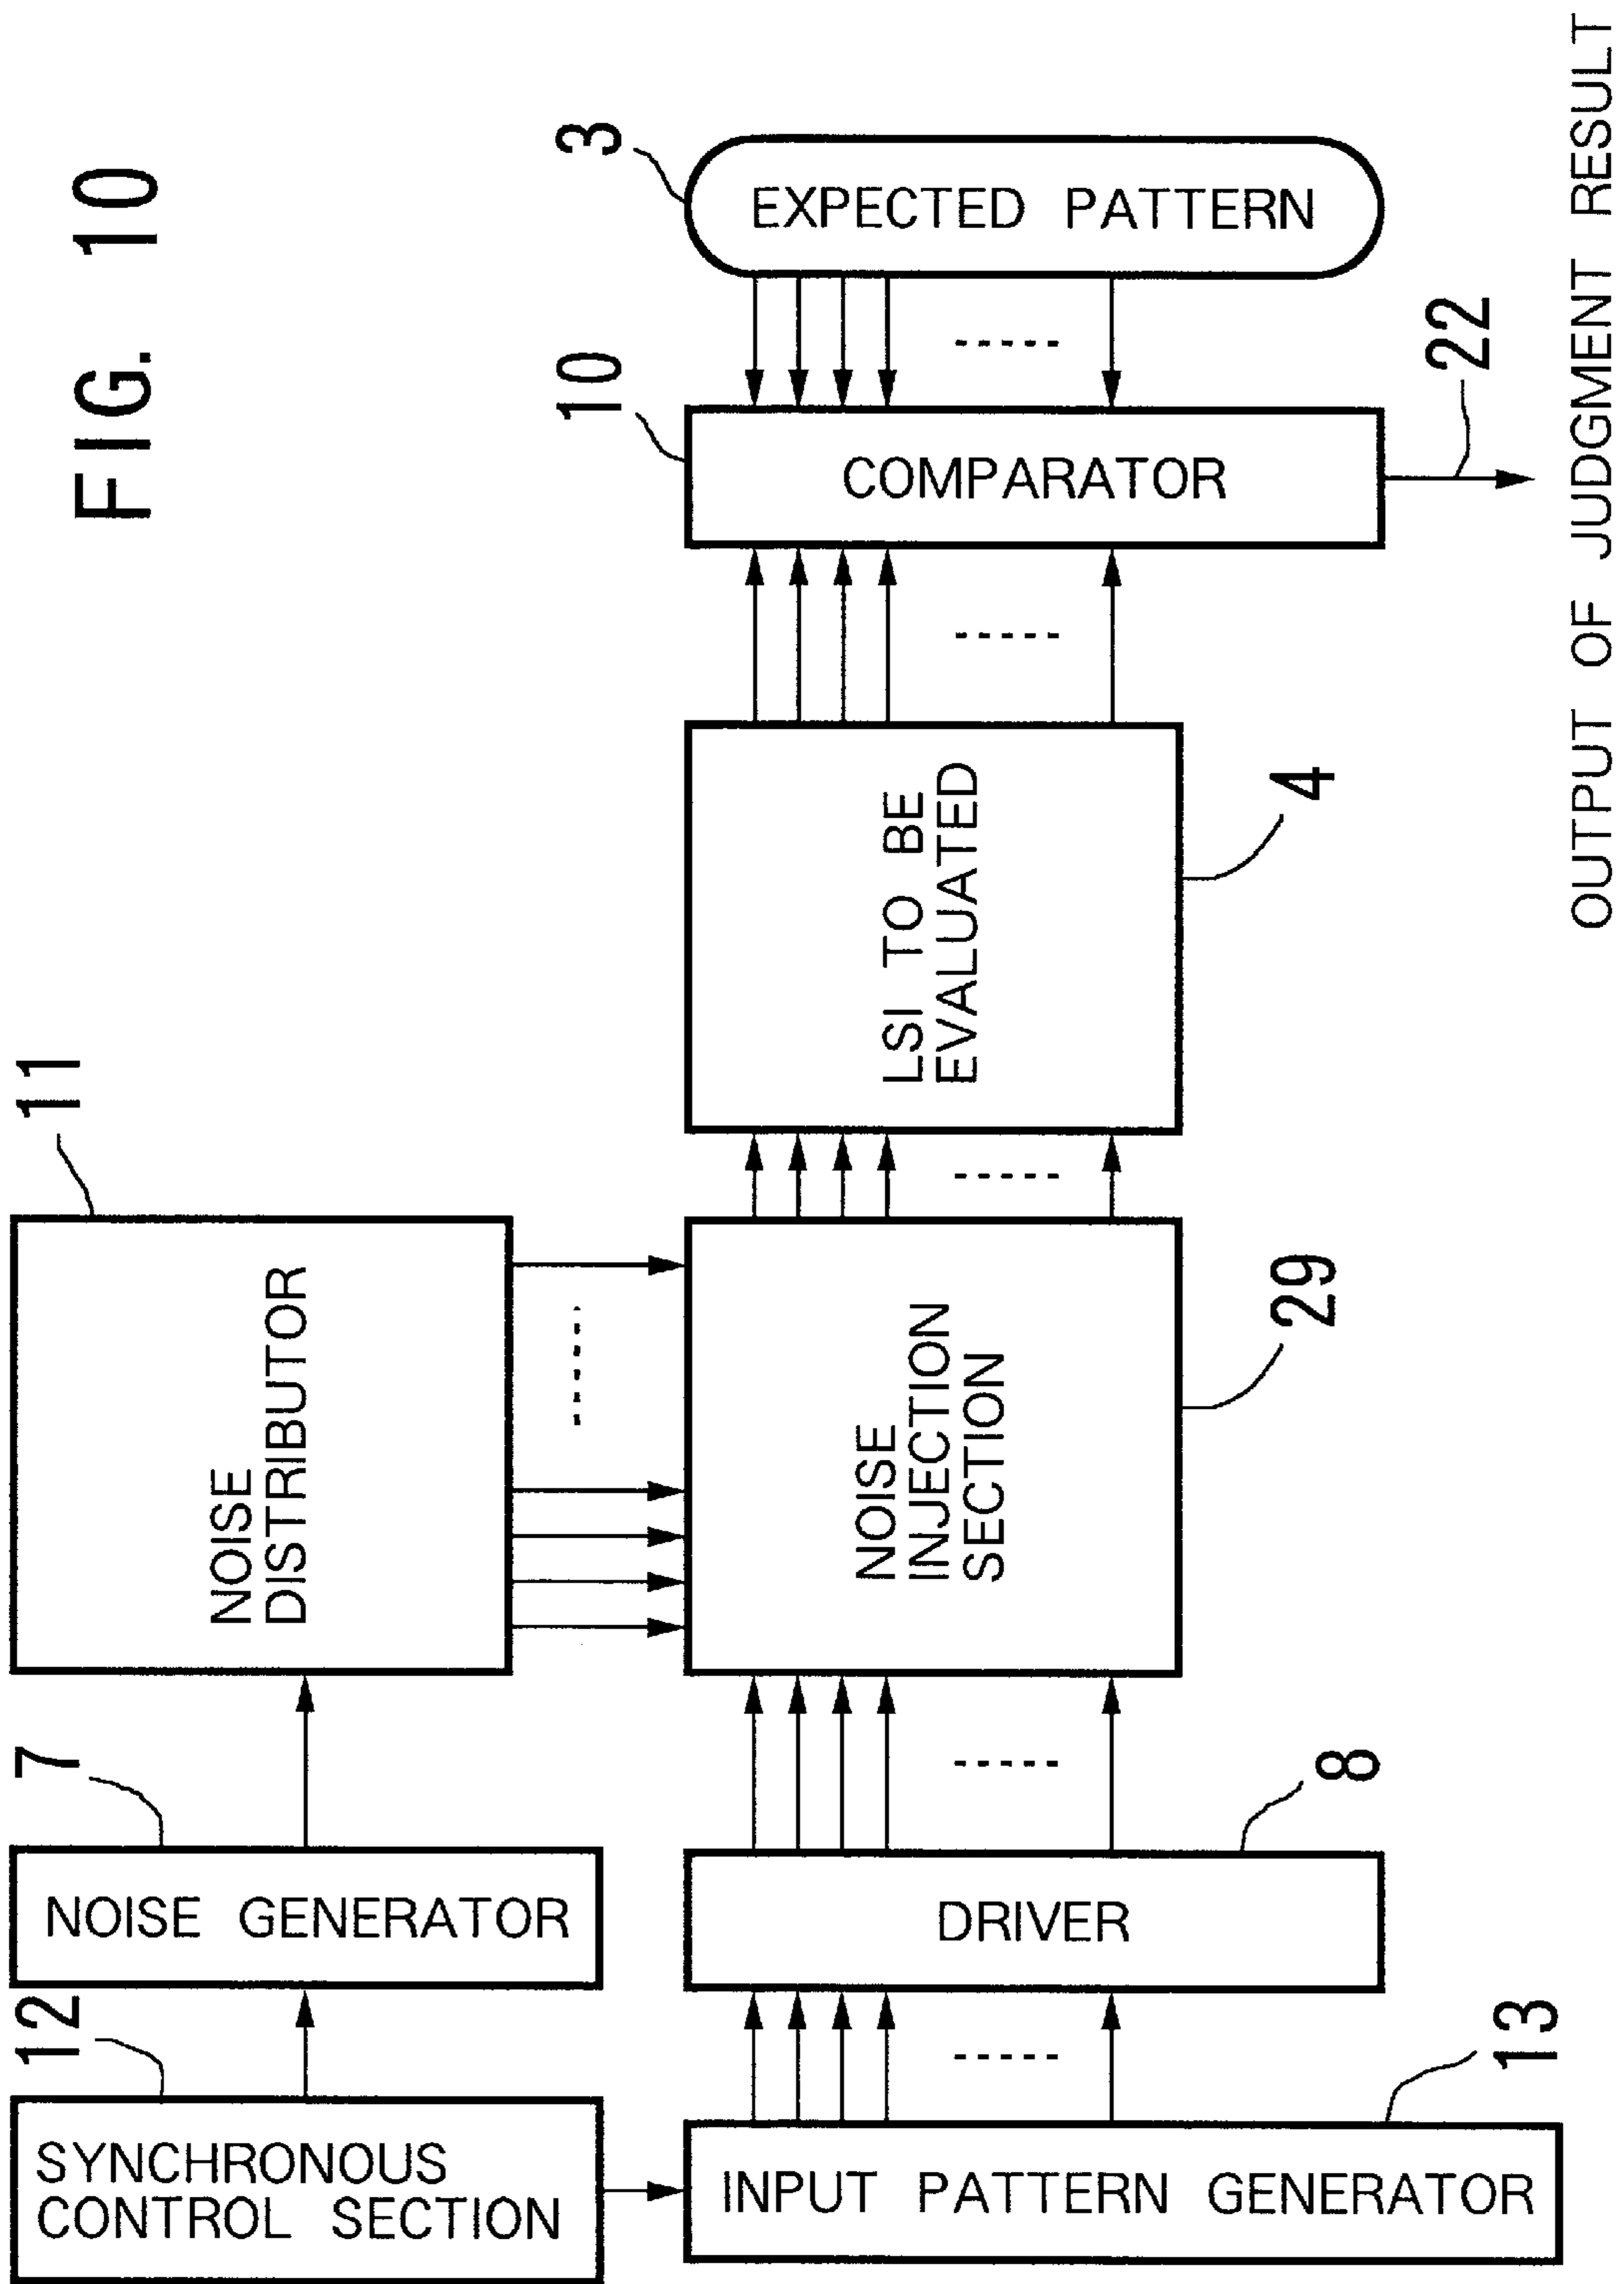 FIG. 10
SYNCHRONOUS
CONTROL SECTION
12
NOISE GENERATOR
7
NOISE
DISTRIBUTOR
11
INPUT PATTERN GENERATOR
13
DRIVER
8
NOISE
INJECTION
SECTION
29
LSI TO BE
EVALUATED
4
COMPARATOR
10
EXPECTED PATTERN
3
22
OUTPUT OF JUDGMENT RESULT